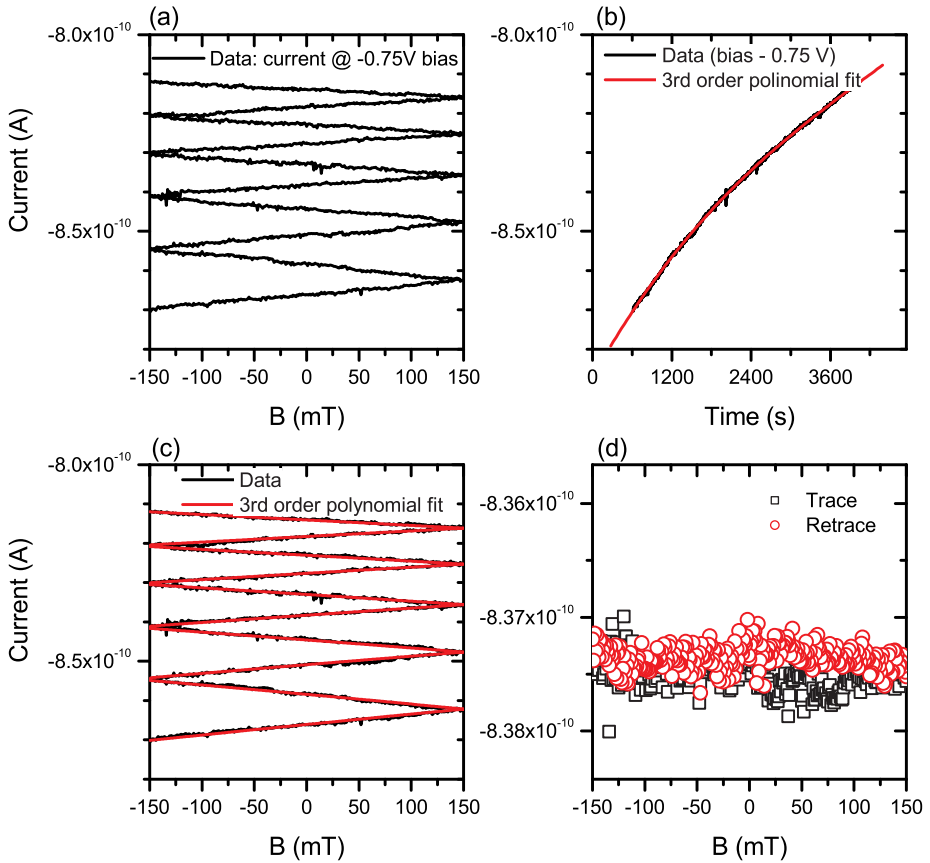 (a)
-8.0x10⁻¹⁰
-8.5x10⁻¹⁰
Current (A)
Data: current @ -0.75V bias
-150 -100 -50 0 50 100 150
B (mT)
(b)
-8.0x10⁻¹⁰
-8.5x10⁻¹⁰
Data (bias - 0.75 V)
3rd order polinomial fit
0 1200 2400 3600
Time (s)
(c)
-8.0x10⁻¹⁰
-8.5x10⁻¹⁰
Current (A)
Data
3rd order polynomial fit
-150 -100 -50 0 50 100 150
B (mT)
(d)
-8.36x10⁻¹⁰
-8.37x10⁻¹⁰
-8.38x10⁻¹⁰
Trace
Retrace
-150 -100 -50 0 50 100 150
B (mT)